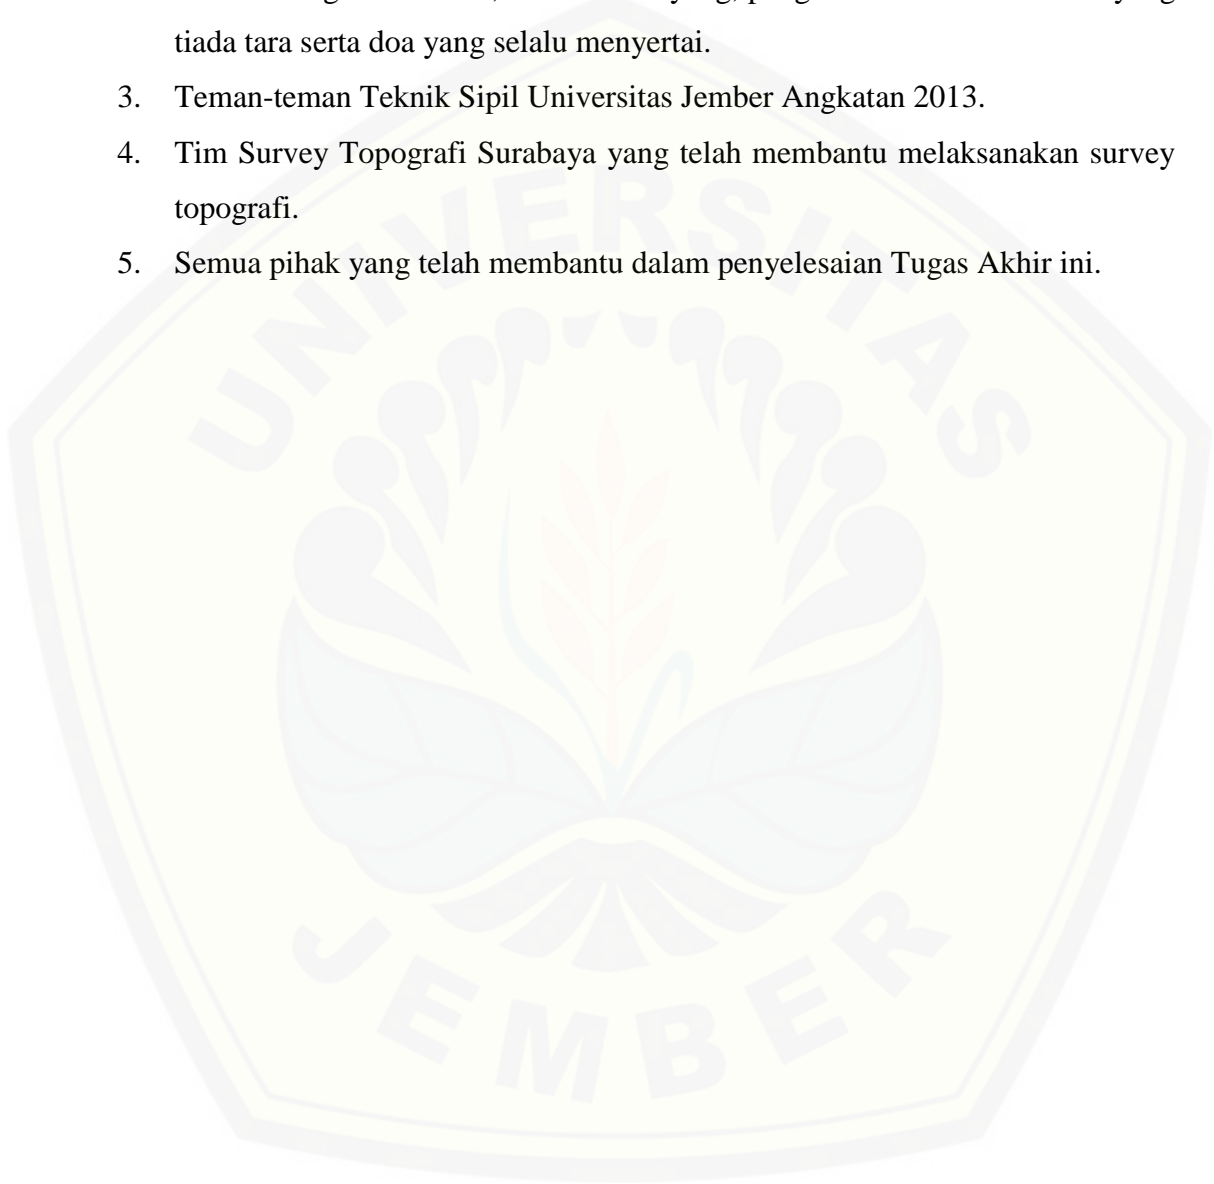 tiada tara serta doa yang selalu menyertai.
3. Teman-teman Teknik Sipil Universitas Jember Angkatan 2013.
4. Tim Survey Topografi Surabaya yang telah membantu melaksanakan survey
topografi.
5. Semua pihak yang telah membantu dalam penyelesaian Tugas Akhir ini.
UNIVERSITAS
JEMBER